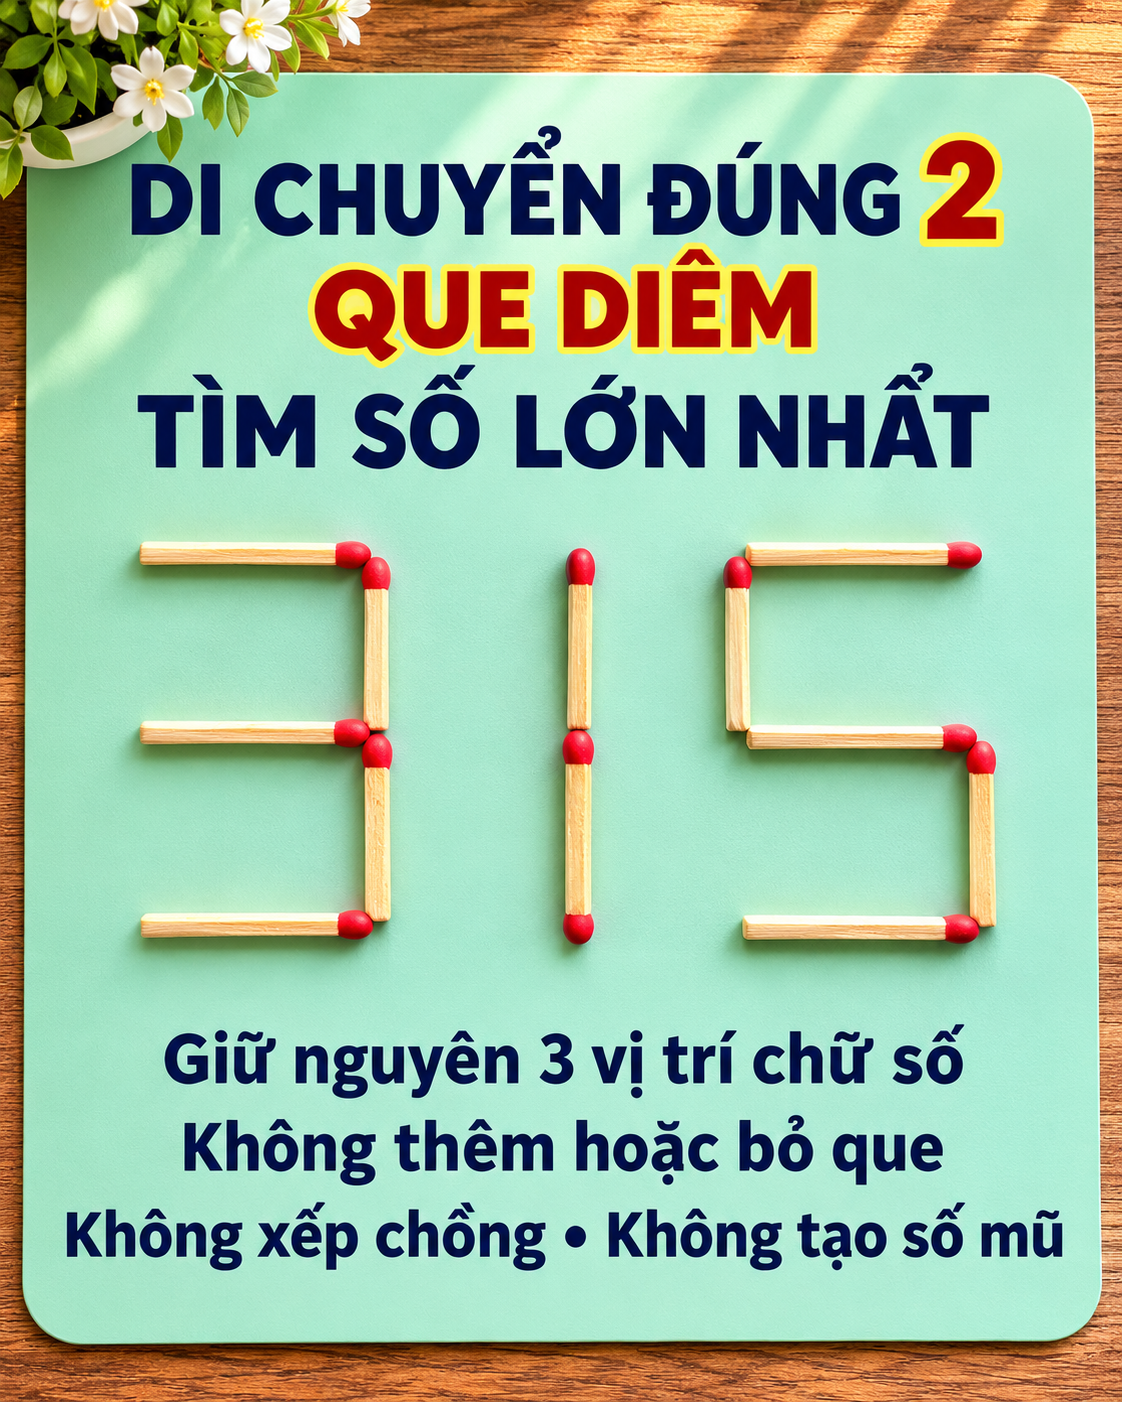 DI CHUYỂN ĐÚNG 2
QUE DIÊM
TÌM SỐ LỚN NHẤT
315
Giữ nguyên 3 vị trí chữ số
Không thêm hoặc bỏ que
Không xếp chồng • Không tạo số mũ